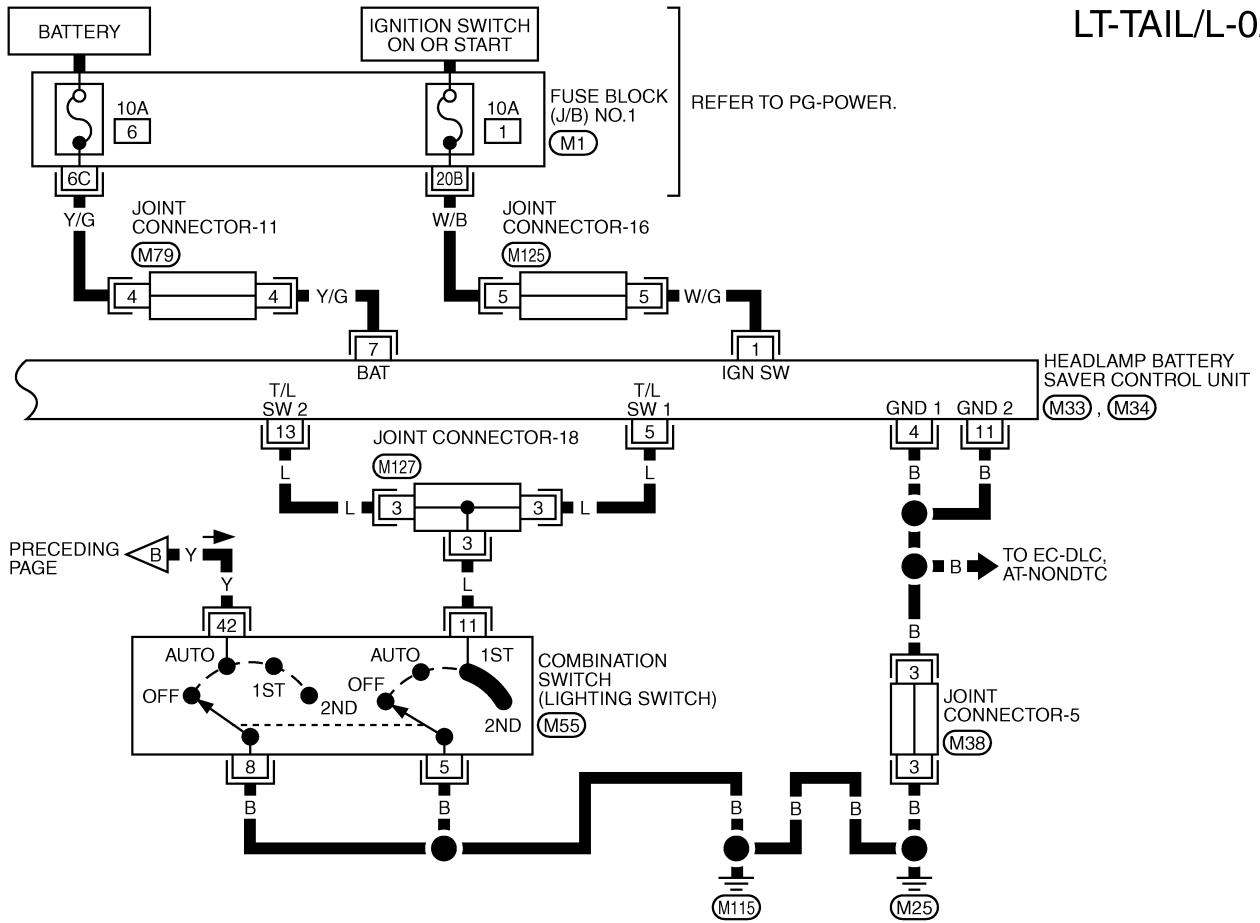 LT-TAIL/L-0
BATTERY
IGNITION SWITCH
ON OR START
10A
6
10A
1
FUSE BLOCK
(J/B) NO.1
M1
REFER TO PG-POWER.
6C
20B
Y/G
JOINT
CONNECTOR-11
M79
W/B
JOINT
CONNECTOR-16
M125
4
4
Y/G
5
5
W/G
7
BAT
1
IGN SW
HEADLAMP BATTERY
SAVER CONTROL UNIT
M33 , M34
T/L
SW 2
T/L
SW 1
GND 1
GND 2
13
5
4
11
JOINT CONNECTOR-18
M127
L
L
B
B
L
3
3
L
3
PRECEDING
PAGE
B
Y
Y
L
B
TO EC-DLC,
AT-NONDTC
B
42
11
AUTO
OFF
1ST
2ND
AUTO
OFF
1ST
2ND
COMBINATION
SWITCH
(LIGHTING SWITCH)
M55
3
JOINT
CONNECTOR-5
M38
3
8
5
B
B
B
B
B
B
M115
M25